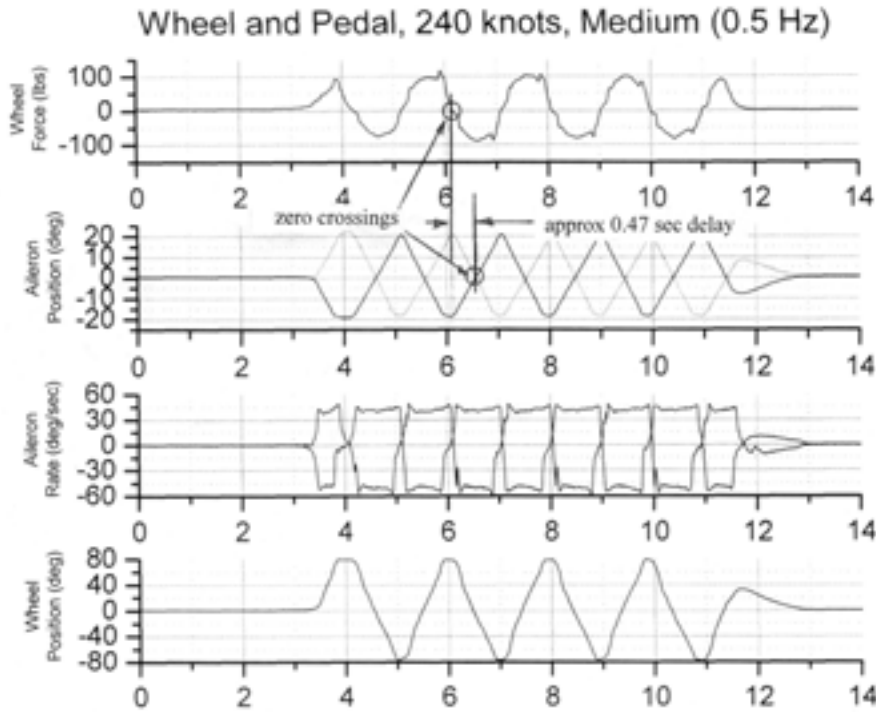 Wheel and Pedal, 240 knots, Medium (0.5 Hz)
Wheel
Force (lbs)
100
0
-100
0 2 4 6 8 10 12 14
zero crossings
approx 0.47 sec delay
Aileron
Position (deg)
20
10
0
-10
-20
0 2 4 6 8 10 12 14
Aileron
Rate (deg/sec)
60
30
0
-30
-60
0 2 4 6 8 10 12 14
Wheel
Position (deg)
80
40
0
-40
-80
0 2 4 6 8 10 12 14